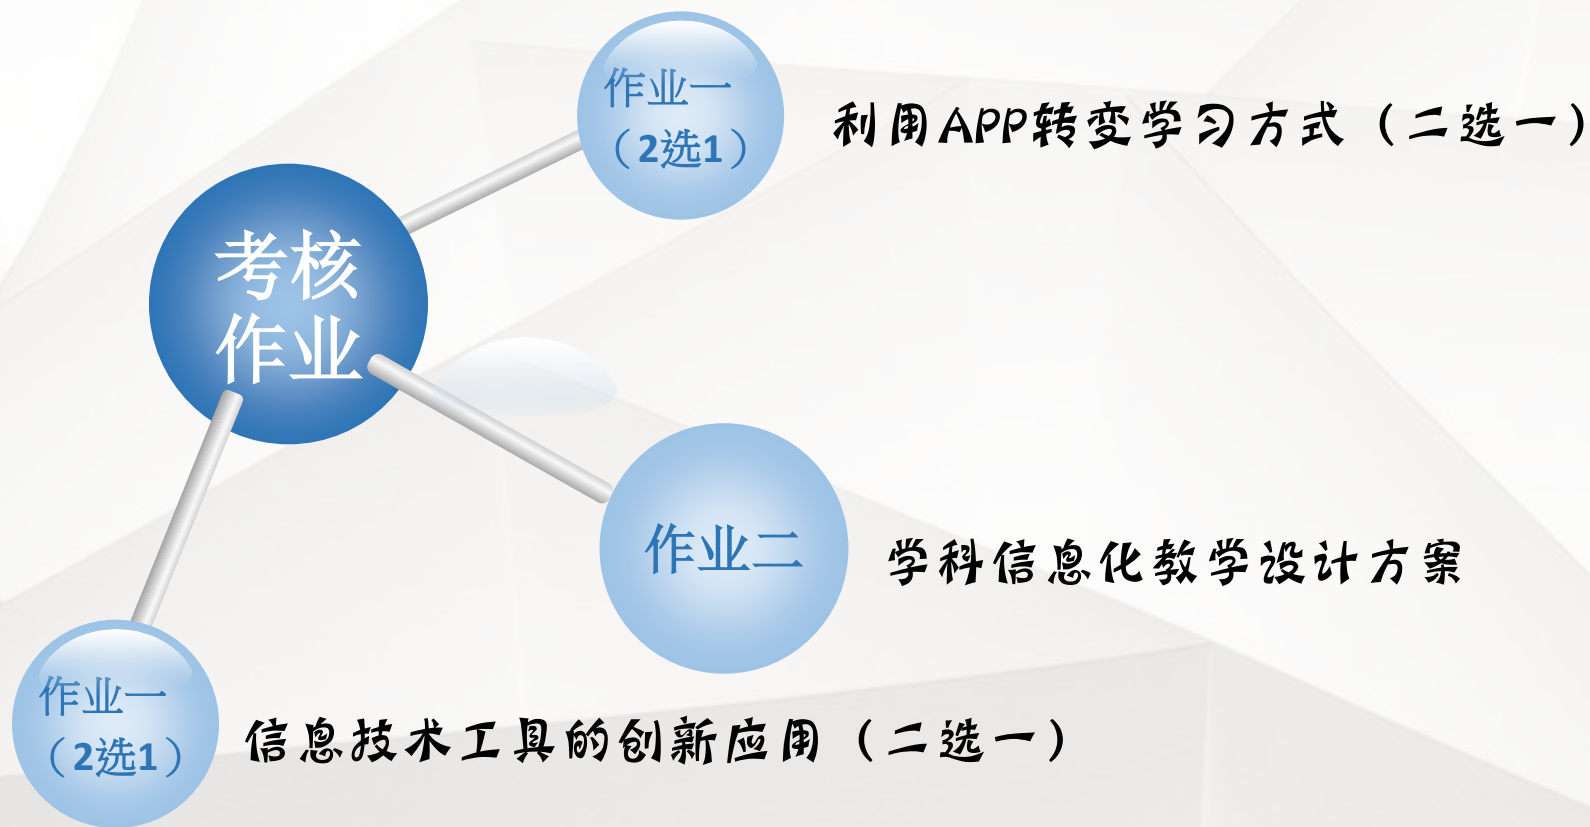 作业一
（2选1）
利用APP转变学习方式（二选一）
考核
作业
作业二
学科信息化教学设计方案
作业一
（2选1）
信息技术工具的创新应用（二选一）